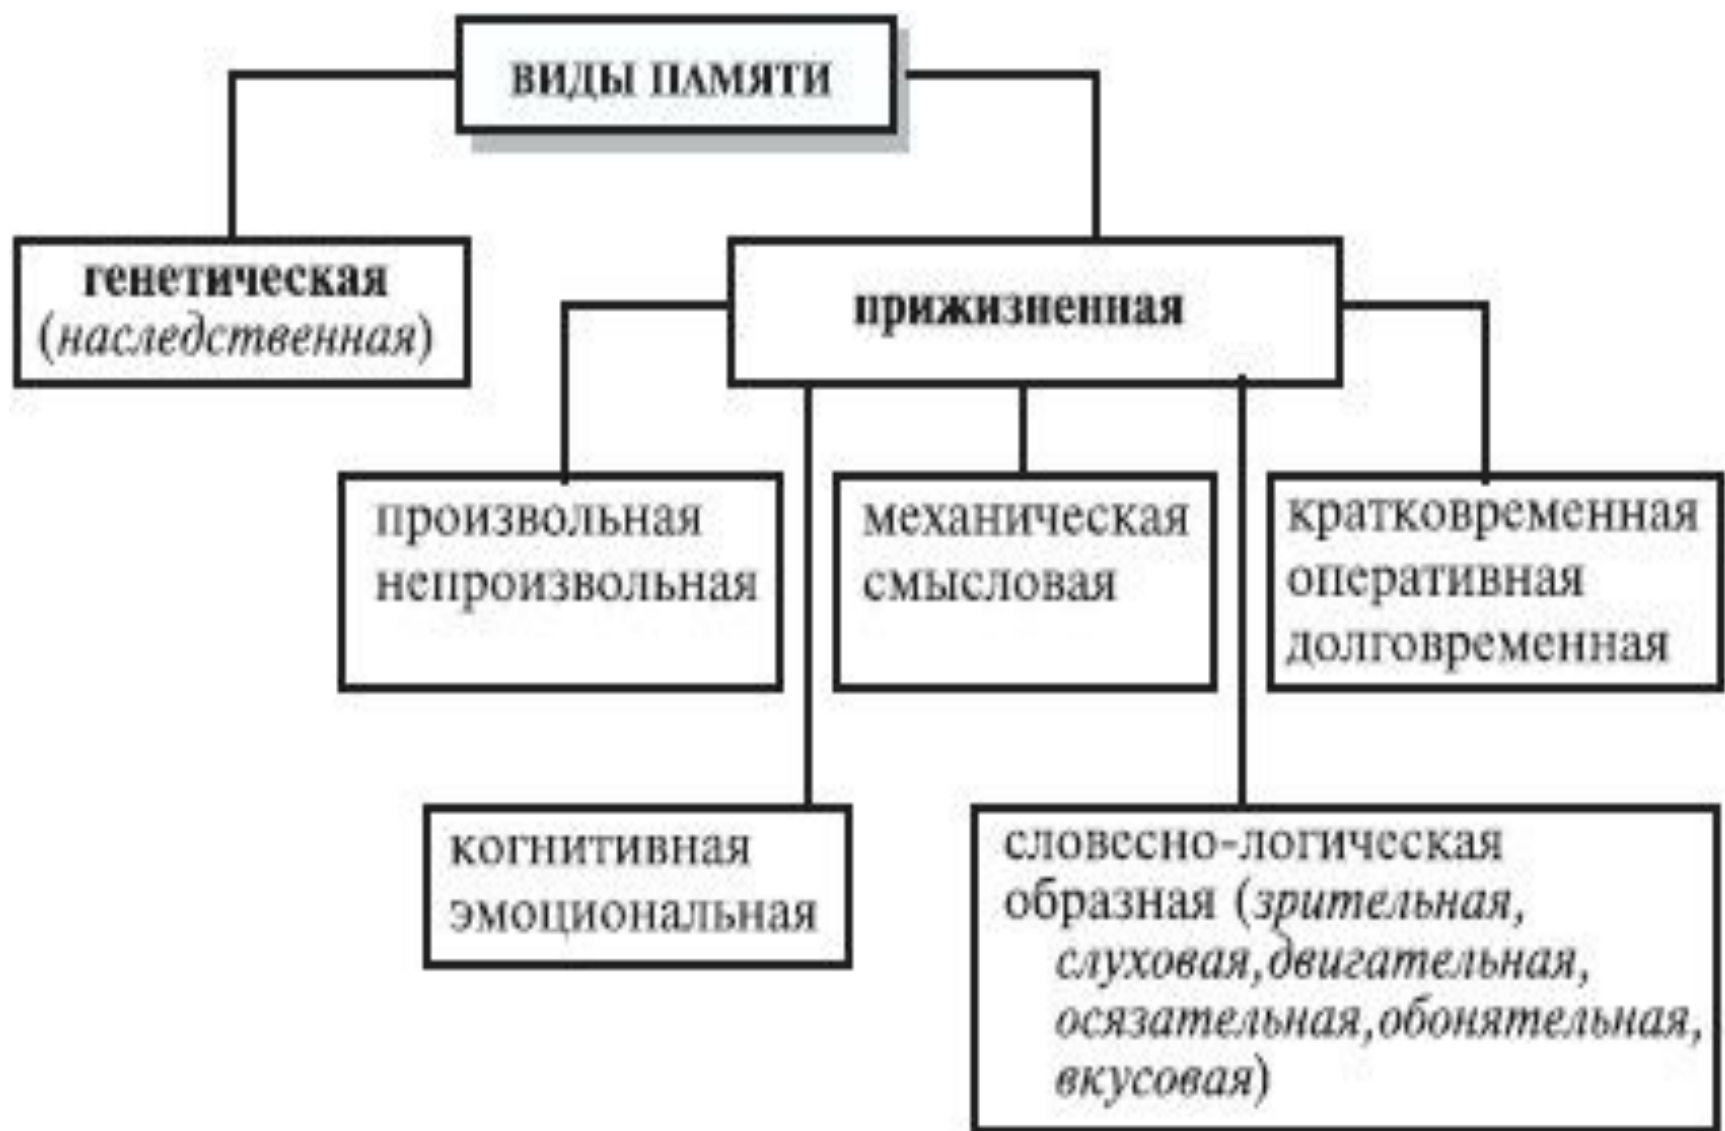 ВИДЫ ПАМЯТИ
генетическая
(наследственная)
прижизненная
произвольная
непроизвольная
механическая
смысловая
кратковременная
оперативная
долговременная
когнитивная
эмоциональная
словесно-логическая
образная (зрительная,
слуховая,двигательная,
осязательная,обонятельная,
вкусовая)